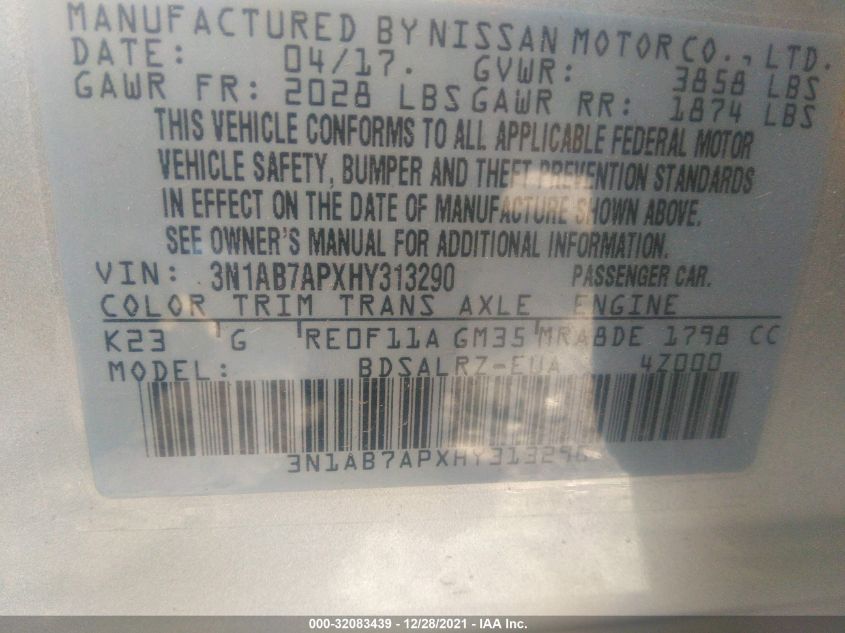 MANUFACTURED BY NISSAN MOTOR CO., LTD.
DATE: 04/17. GVWR: 3858 LBS
GAWR FR: 2028 LBS GAWR RR: 1874 LBS
THIS VEHICLE CONFORMS TO ALL APPLICABLE FEDERAL MOTOR
VEHICLE SAFETY, BUMPER AND THEFT PREVENTION STANDARDS
IN EFFECT ON THE DATE OF MANUFACTURE SHOWN ABOVE.
SEE OWNER'S MANUAL FOR ADDITIONAL INFORMATION.
VIN: 3N1AB7APXHY313290 PASSENGER CAR.
COLOR TRIM TRANS AXLE ENGINE
K23 G RE0F11A GM35 MRA8DE 1798 CC
MODEL: BDSALRZ-EUA 4Z000
3N1AB7APXHY313290
000-32083439 - 12/28/2021 - IAA Inc.